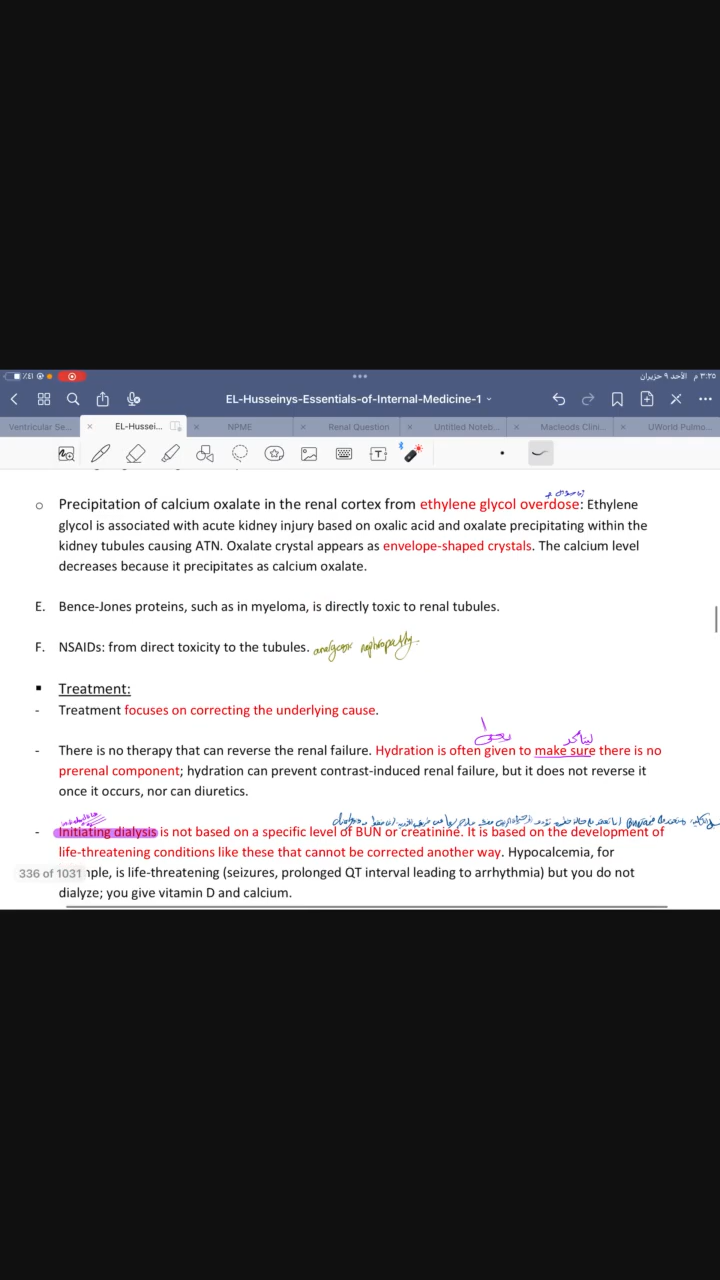 ٪٤١
٣:٢٥ م الأحد ٩ حزيران
EL-Husseinys-Essentials-of-Internal-Medicine-1
Ventricular Se...
EL-Hussei...
NPME
Renal Question
Untitled Noteb...
Macleods Clini...
UWorld Pulmo...
o Precipitation of calcium oxalate in the renal cortex from ethylene glycol overdose: Ethylene
glycol is associated with acute kidney injury based on oxalic acid and oxalate precipitating within the
kidney tubules causing ATN. Oxalate crystal appears as envelope-shaped crystals. The calcium level
decreases because it precipitates as calcium oxalate.
E. Bence-Jones proteins, such as in myeloma, is directly toxic to renal tubules.
F. NSAIDs: from direct toxicity to the tubules. analgesic nephropathy
▪ Treatment:
- Treatment focuses on correcting the underlying cause.
ليتأكد
- There is no therapy that can reverse the renal failure. Hydration is often given to make sure there is no
prerenal component; hydration can prevent contrast-induced renal failure, but it does not reverse it
once it occurs, nor can diuretics.
- Initiating dialysis is not based on a specific level of BUN or creatinine. It is based on the development of
life-threatening conditions like these that cannot be corrected another way. Hypocalcemia, for
336 of 1031 mple, is life-threatening (seizures, prolonged QT interval leading to arrhythmia) but you do not
dialyze; you give vitamin D and calcium.